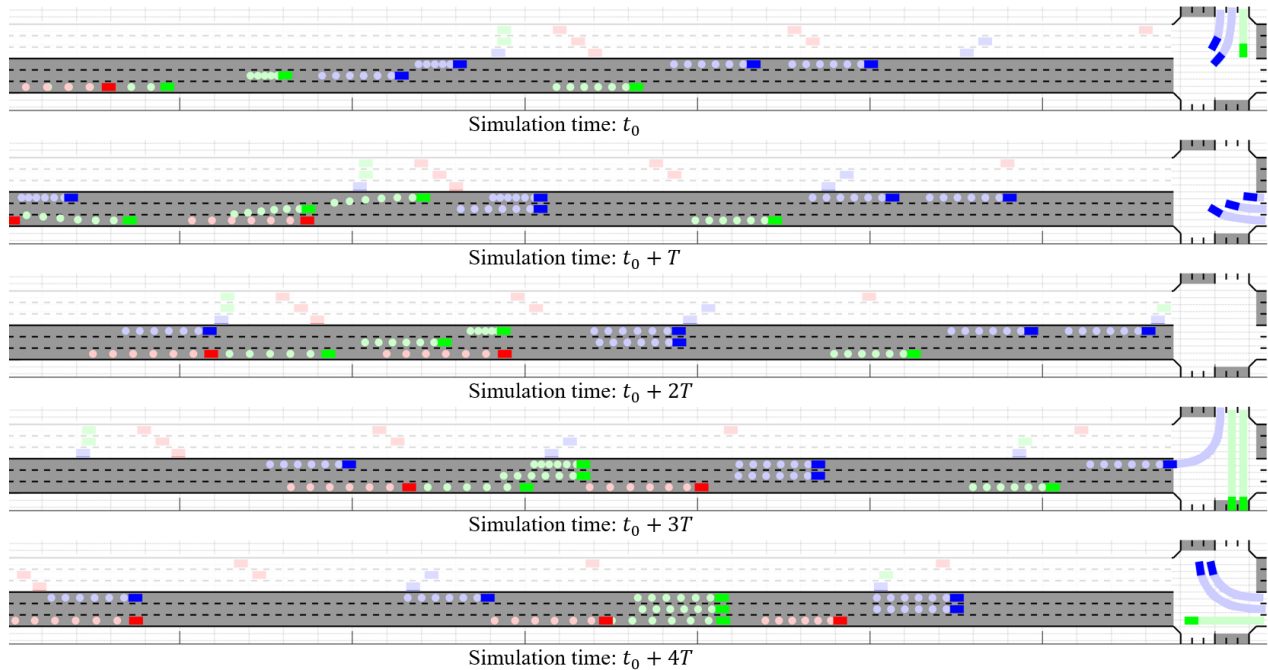 Simulation time: t₀
Simulation time: t₀ + T
Simulation time: t₀ + 2T
Simulation time: t₀ + 3T
Simulation time: t₀ + 4T